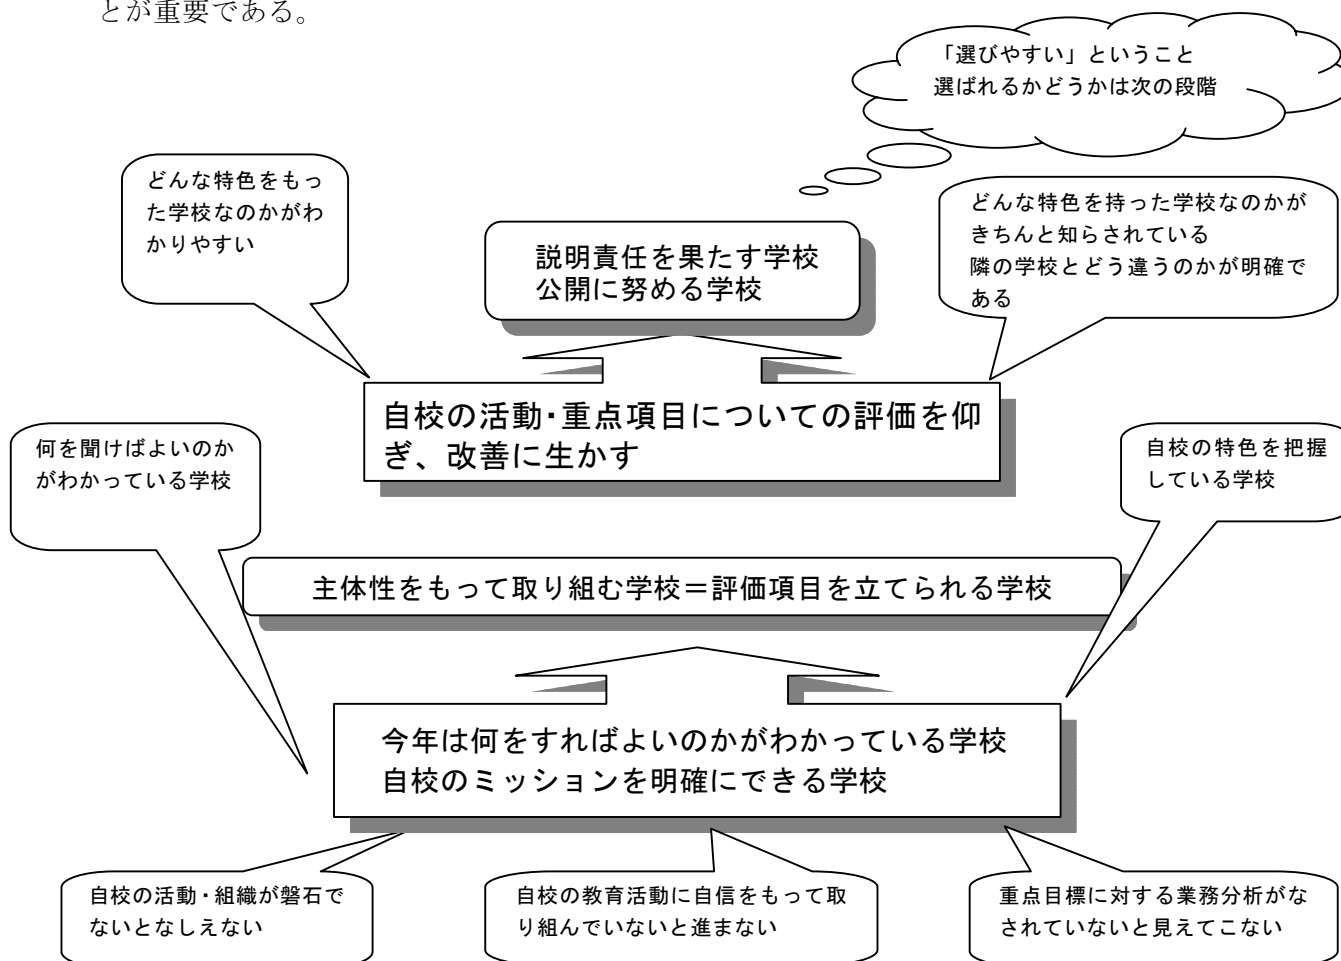 とが重要である。
「選びやすい」ということ
選ばれるかどうかは次の段階
どんな特色をもっ
た学校なのかがわ
かりやすい
どんな特色を持った学校なのかが
きちんと知らされている
隣の学校とどう違うのかが明確で
ある
説明責任を果たす学校
公開に努める学校
自校の活動・重点項目についての評価を仰
ぎ、改善に生かす
何を聞けばよいのか
がわかっている学校
自校の特色を把握
している学校
主体性をもって取り組む学校＝評価項目を立てられる学校
今年は何をすればよいのかがわかっている学校
自校のミッションを明確にできる学校
自校の活動・組織が磐石で
ないとなしえない
自校の教育活動に自信をもって取
り組んでいないと進まない
重点目標に対する業務分析がな
されていないと見えてこない